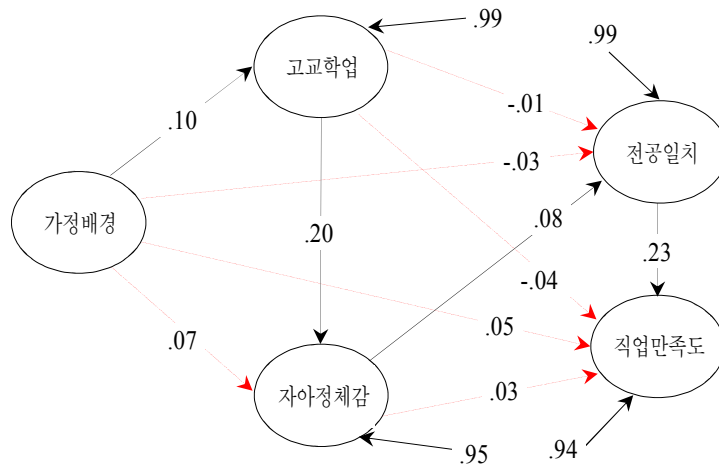 .99
.99
고교학업
-.01
.10
전공일치
-.03
가정배경
.08
.20
.23
-.04
.05
.07
직업만족도
자아정체감
.03
.95
.94